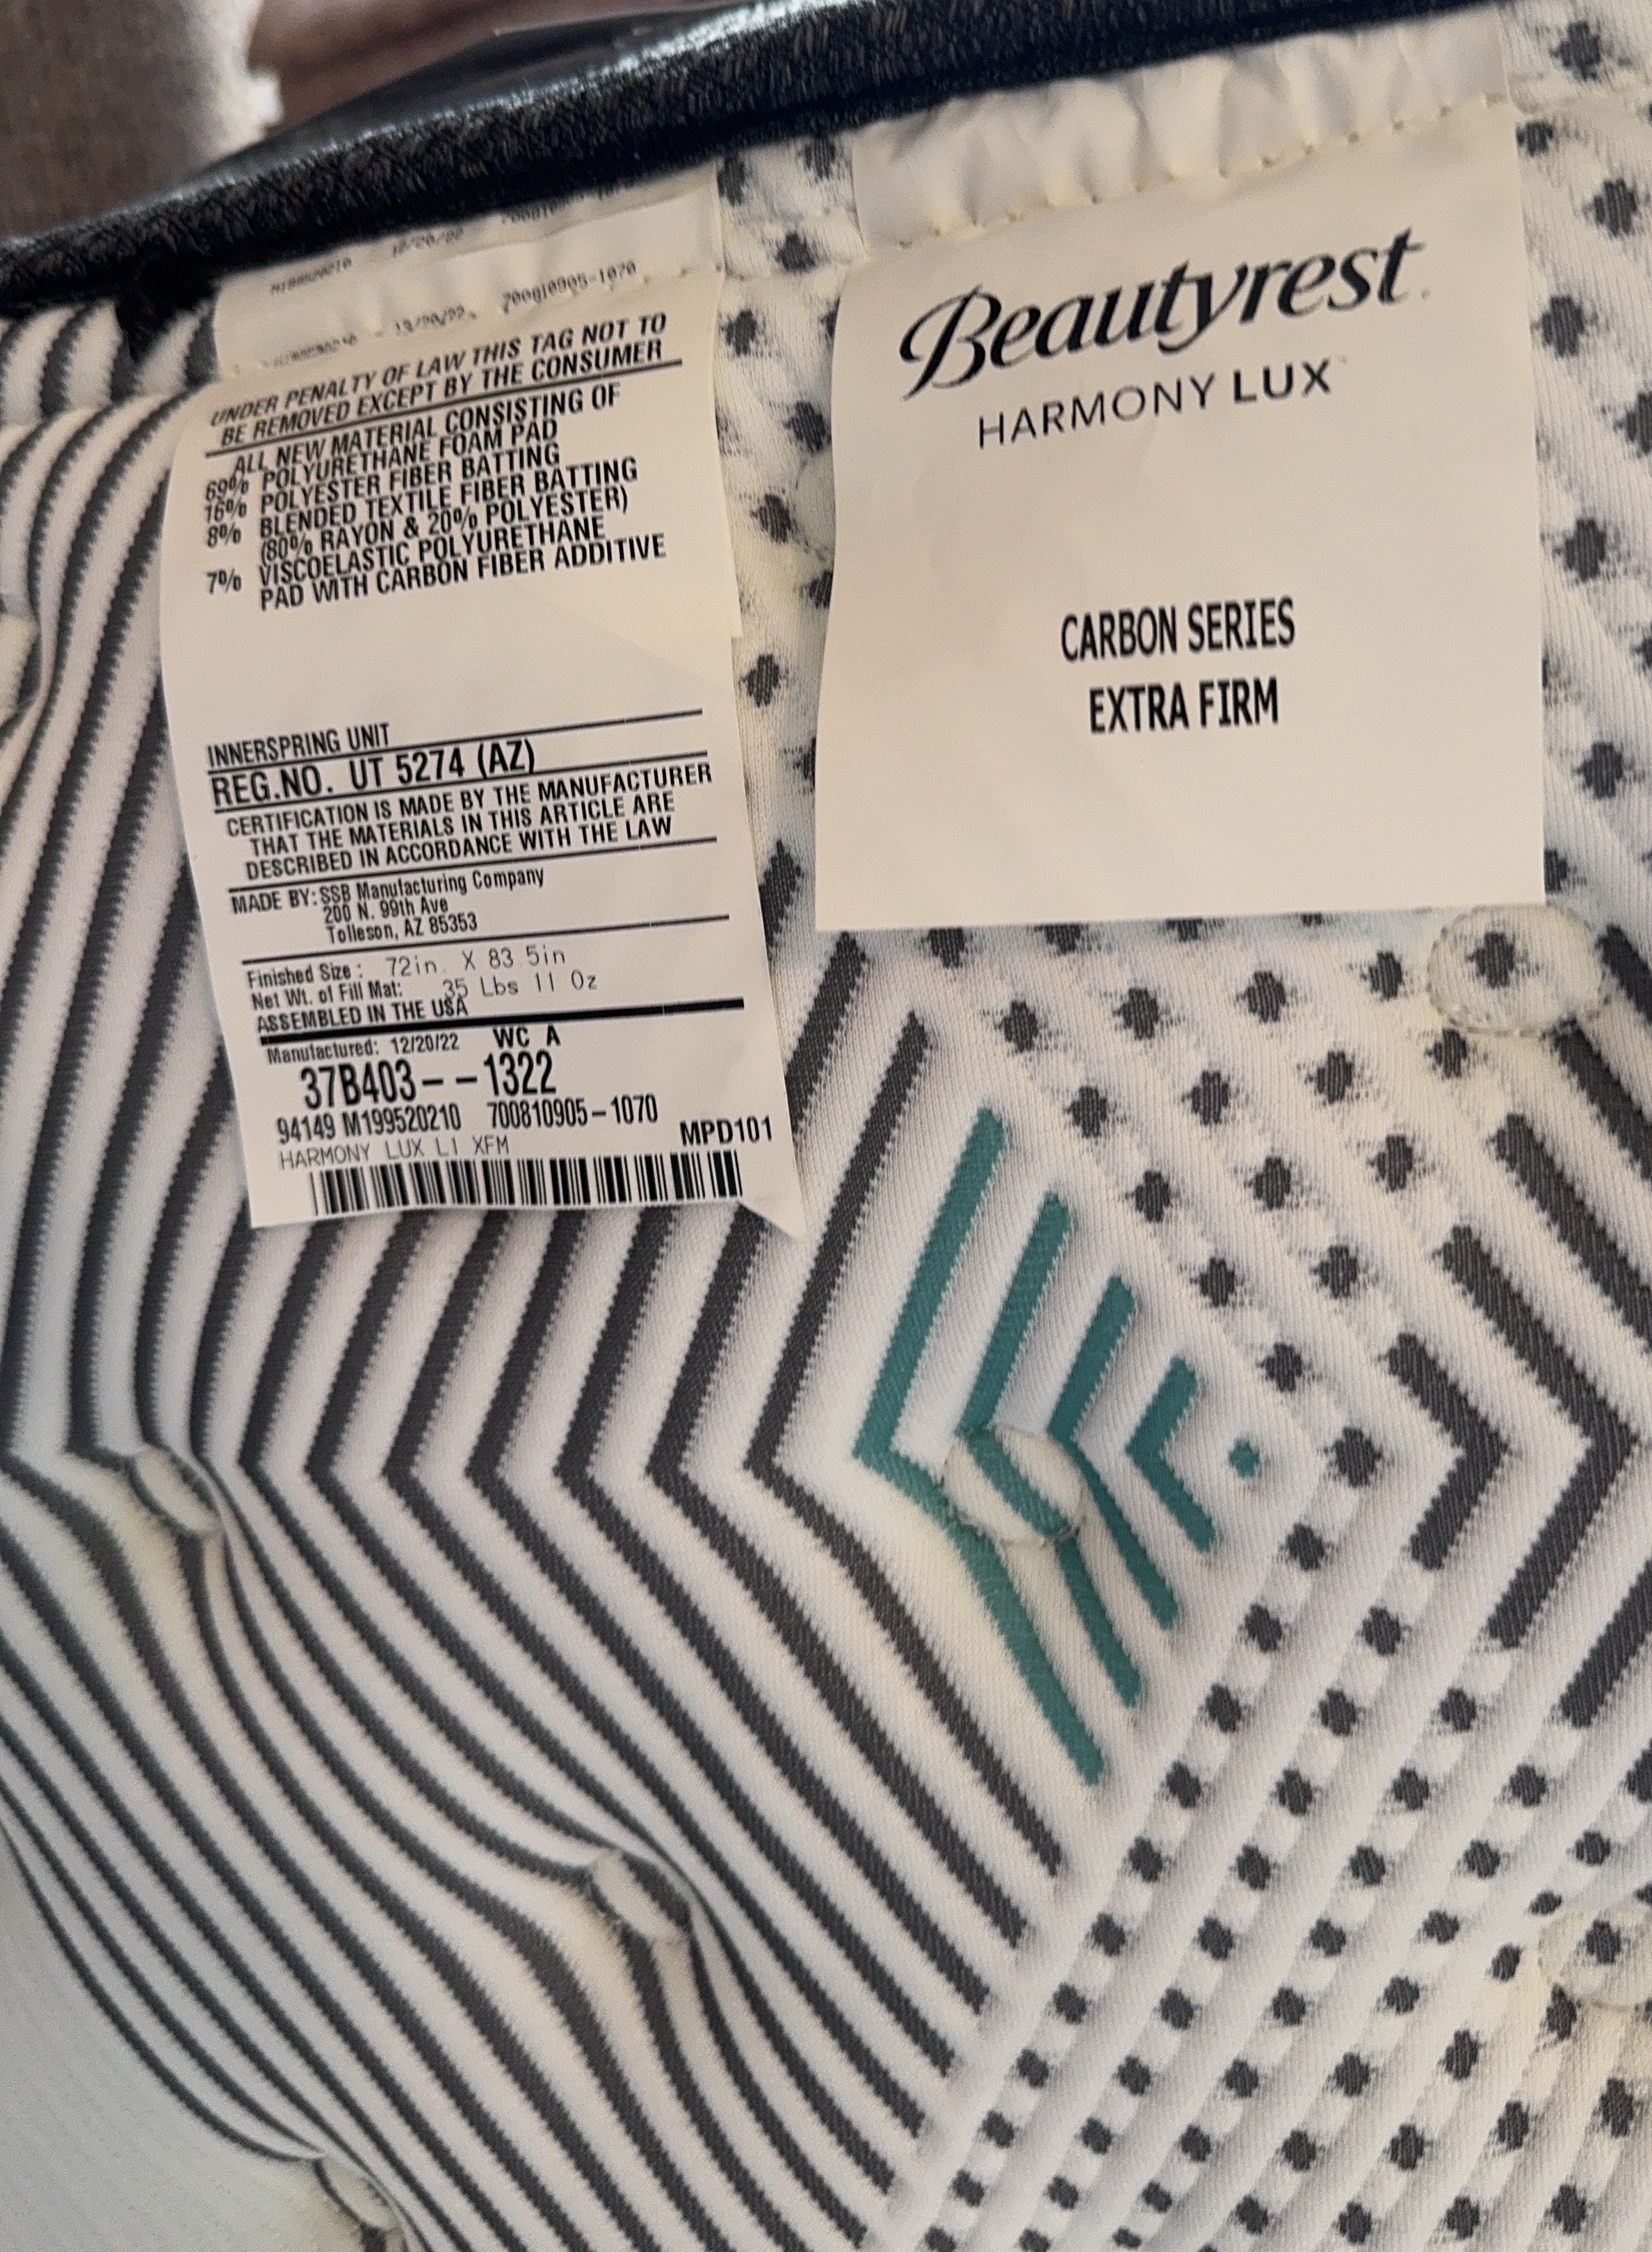 12/20/22 700810905-1070
UNDER PENALTY OF LAW THIS TAG NOT TO
BE REMOVED EXCEPT BY THE CONSUMER
ALL NEW MATERIAL CONSISTING OF
69% POLYURETHANE FOAM PAD
16% POLYESTER FIBER BATTING
8% BLENDED TEXTILE FIBER BATTING
(80% RAYON & 20% POLYESTER)
7% VISCOELASTIC POLYURETHANE
PAD WITH CARBON FIBER ADDITIVE
INNERSPRING UNIT
REG.NO. UT 5274 (AZ)
CERTIFICATION IS MADE BY THE MANUFACTURER
THAT THE MATERIALS IN THIS ARTICLE ARE
DESCRIBED IN ACCORDANCE WITH THE LAW
MADE BY: SSB Manufacturing Company
200 N. 99th Ave
Tolleson, AZ 85353
Finished Size: 72in. X 83.5in
Net Wt. of Fill Mat: 35 Lbs 11 Oz
ASSEMBLED IN THE USA
Manufactured: 12/20/22 WC A
37B403--1322
94149 M199520210 700810905-1070
MPD101
HARMONY LUX L1 XFM
Beautyrest
HARMONY LUX
CARBON SERIES
EXTRA FIRM